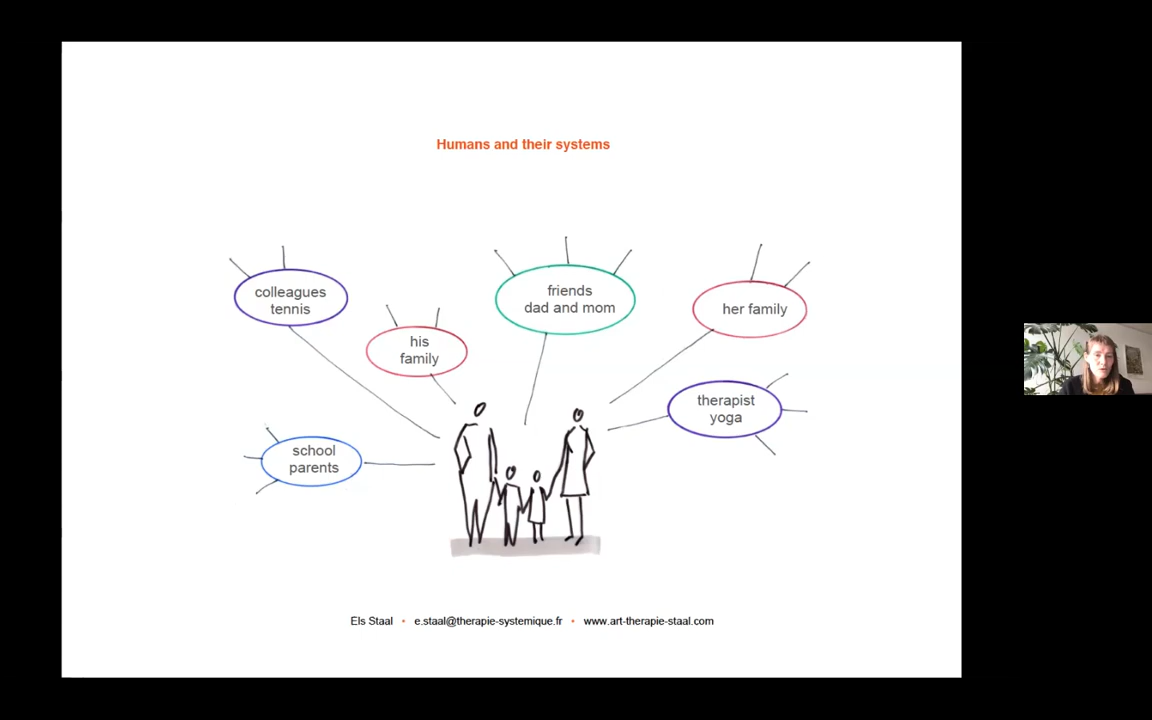 Humans and their systems
colleagues
tennis
friends
dad and mom
her family
his
family
therapist
yoga
school
parents
Els Staal • e.staal@therapie-systemique.fr • www.art-therapie-staal.com